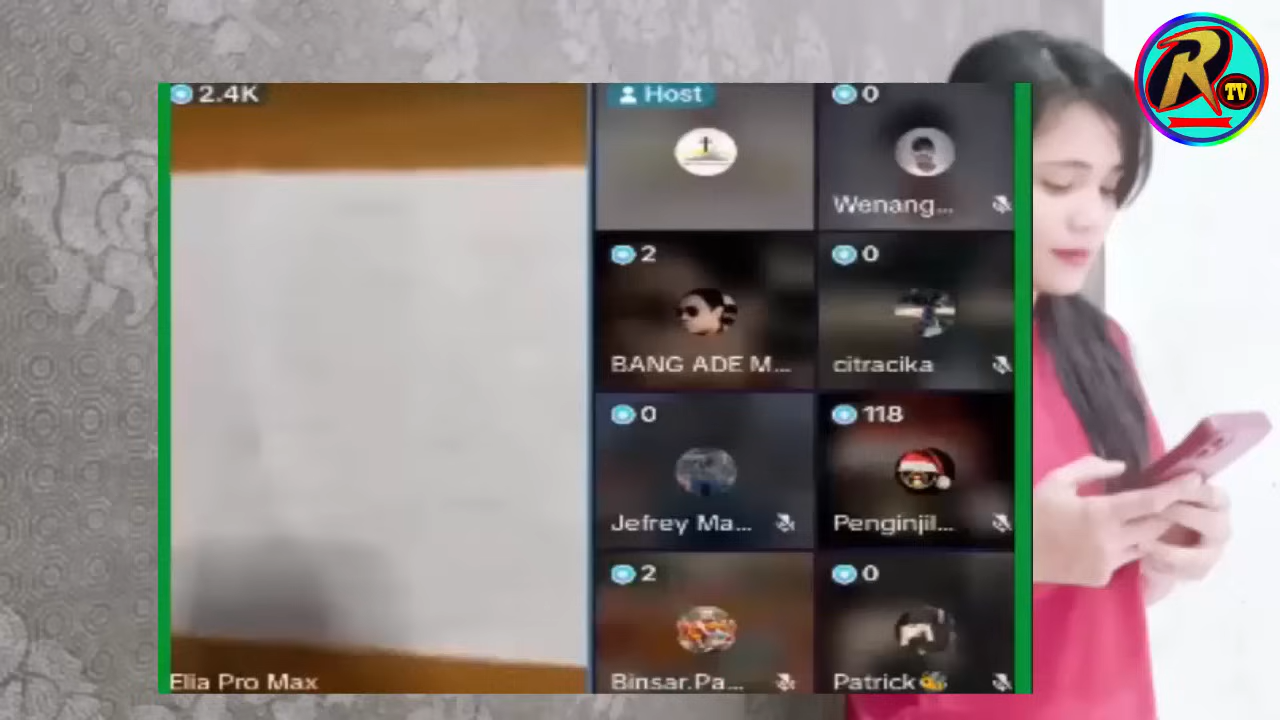 R
TV
2.4K
Host
0
Wenang...
2
BANG ADE M...
0
citracika
0
Jefrey Ma...
118
Penginjil...
2
Binsar.Pa...
0
Patrick
Elia Pro Max